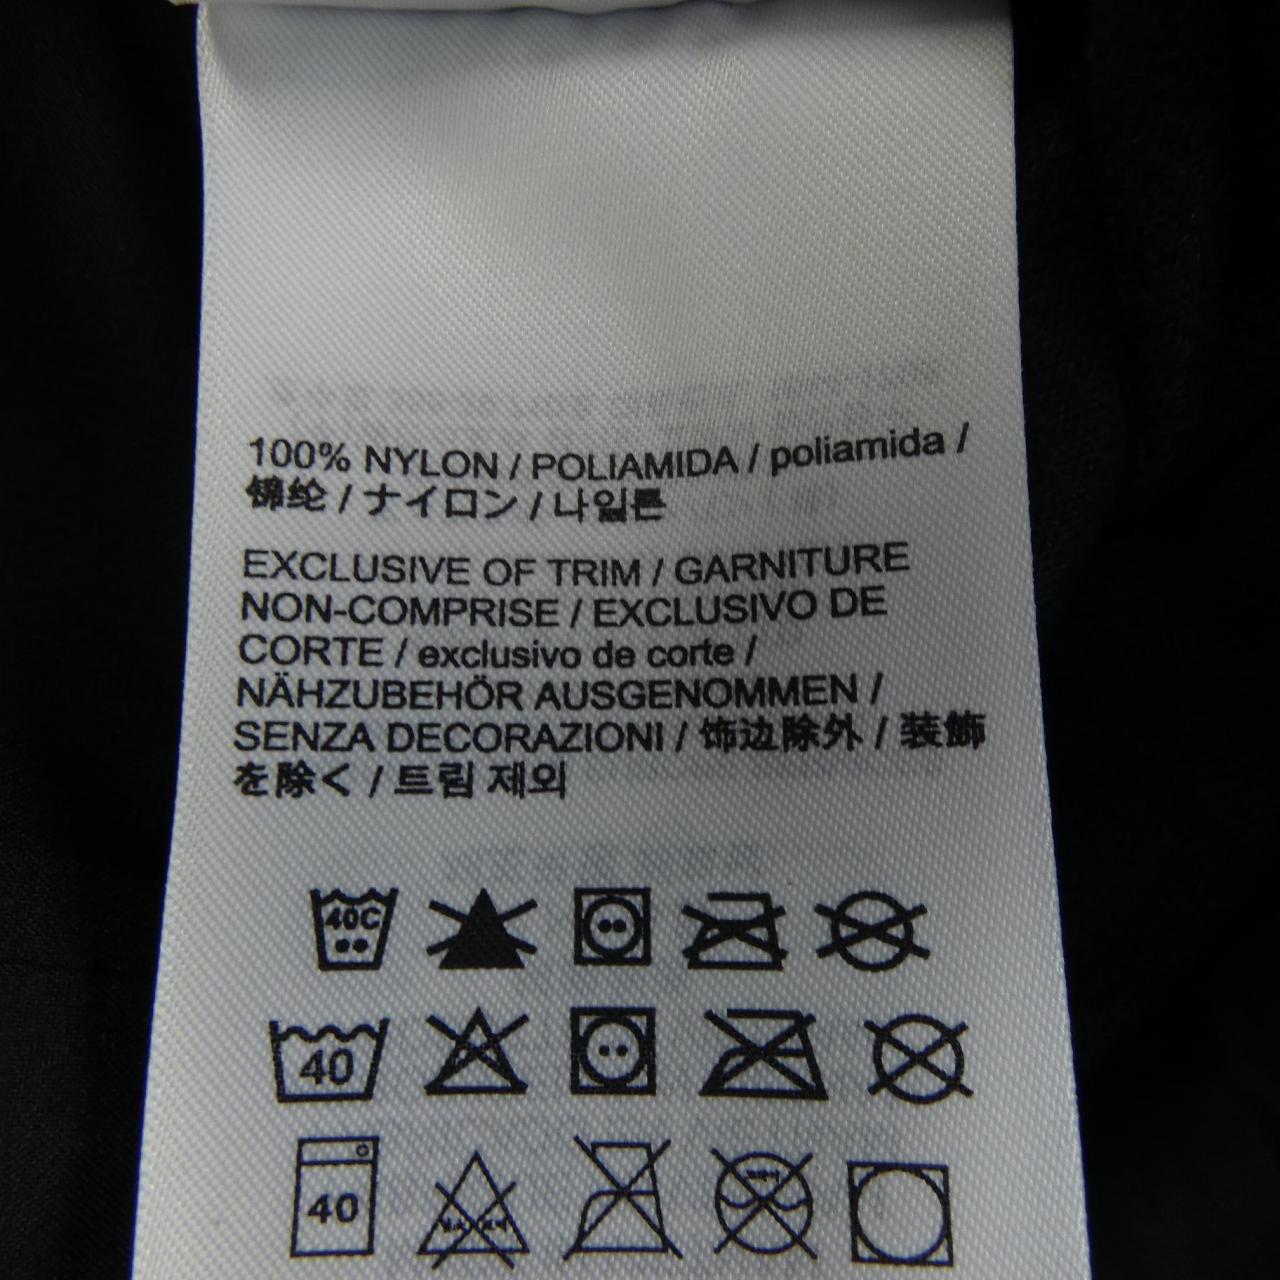 100% NYLON / POLIAMIDA / poliamida /
锦纶 / ナイロン / 나일론
EXCLUSIVE OF TRIM / GARNITURE
NON-COMPRISE / EXCLUSIVO DE
CORTE / exclusivo de corte /
NÄHZUBEHÖR AUSGENOMMEN /
SENZA DECORAZIONI / 饰边除外 / 装飾
を除く / 트림 제외
40C
40
40